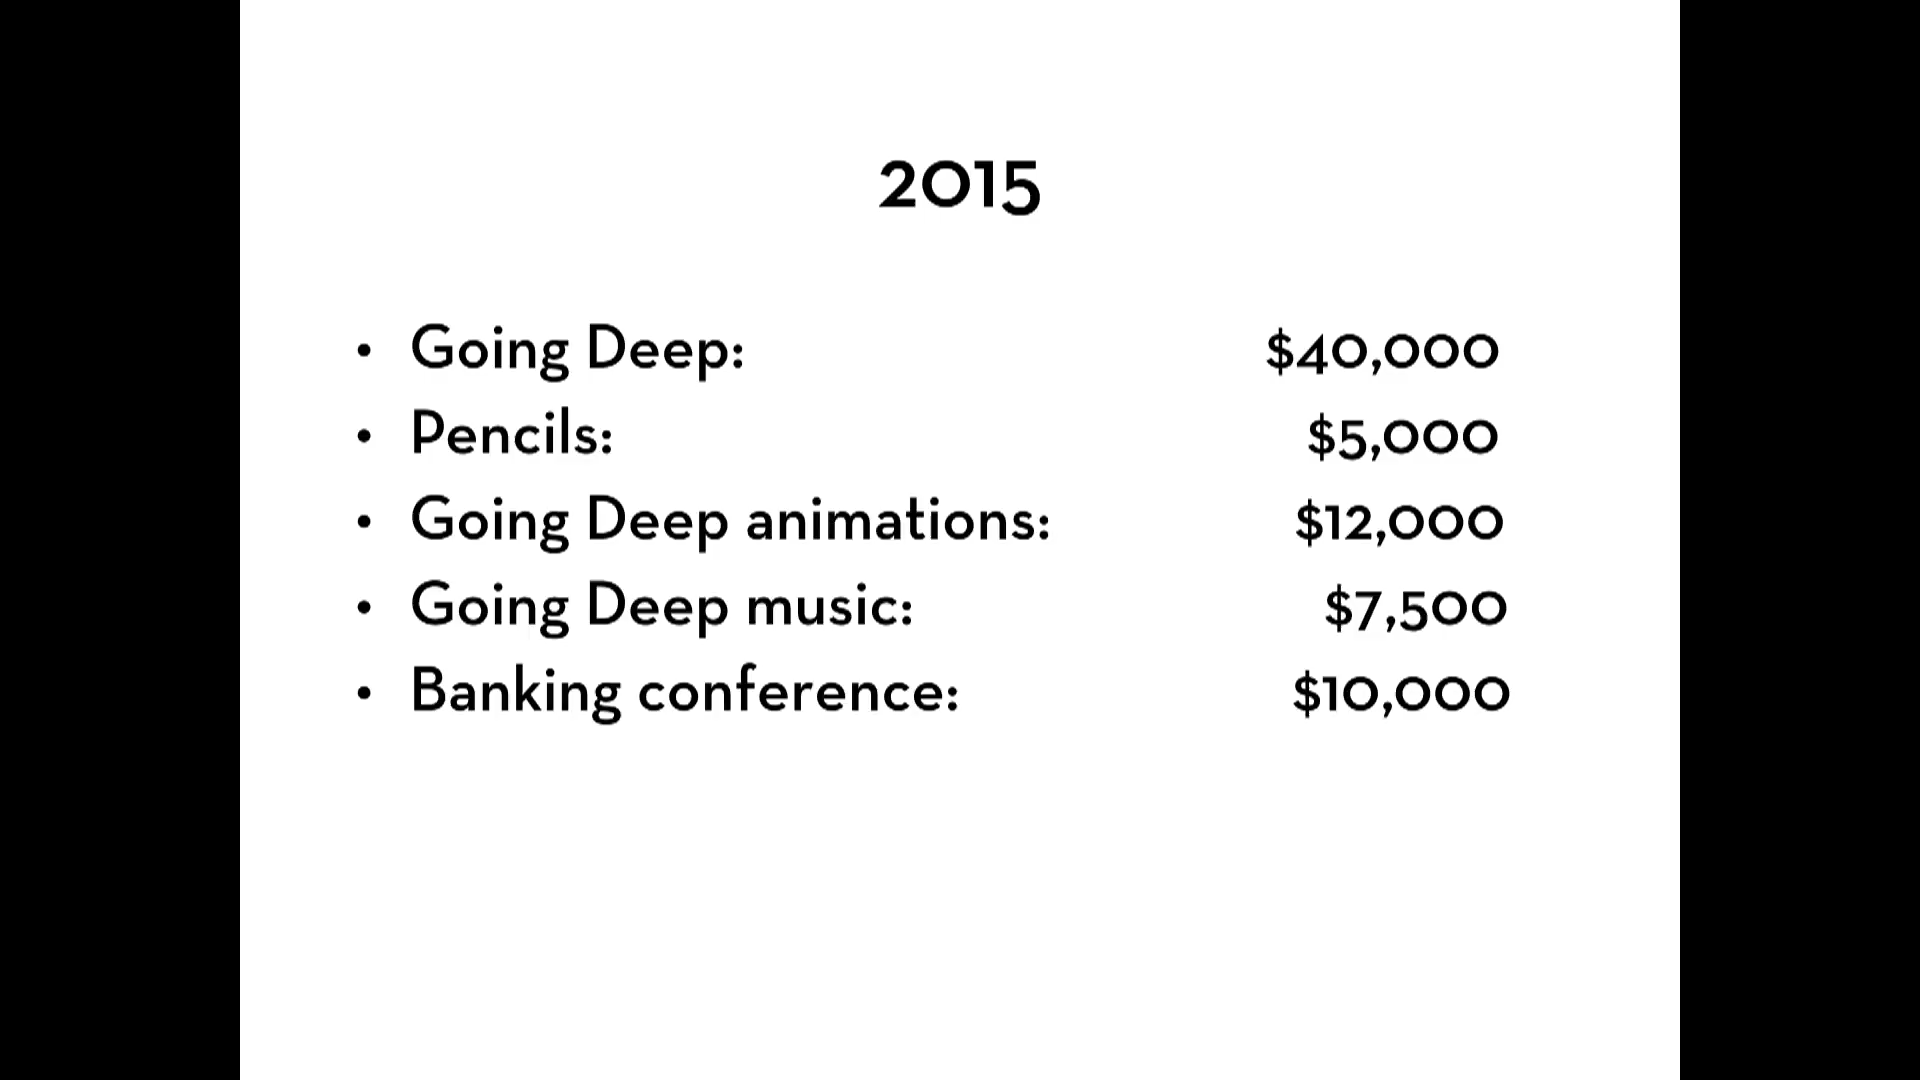 2015
• Going Deep: $40,000
• Pencils: $5,000
• Going Deep animations: $12,000
• Going Deep music: $7,500
• Banking conference: $10,000